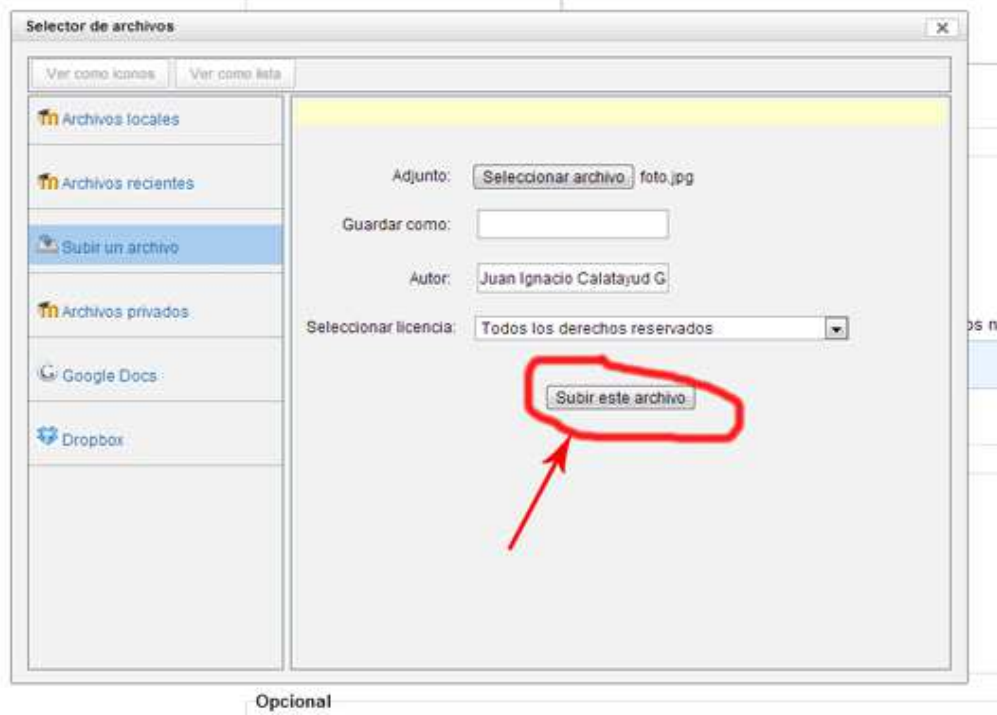 Selector de archivos
Ver como iconos Ver como lista
Archivos locales
Archivos recientes
Subir un archivo
Archivos privados
Google Docs
Dropbox
Adjunto: Seleccionar archivo foto.jpg
Guardar como:
Autor: Juan Ignacio Calatayud G
Seleccionar licencia: Todos los derechos reservados
Subir este archivo
Opcional